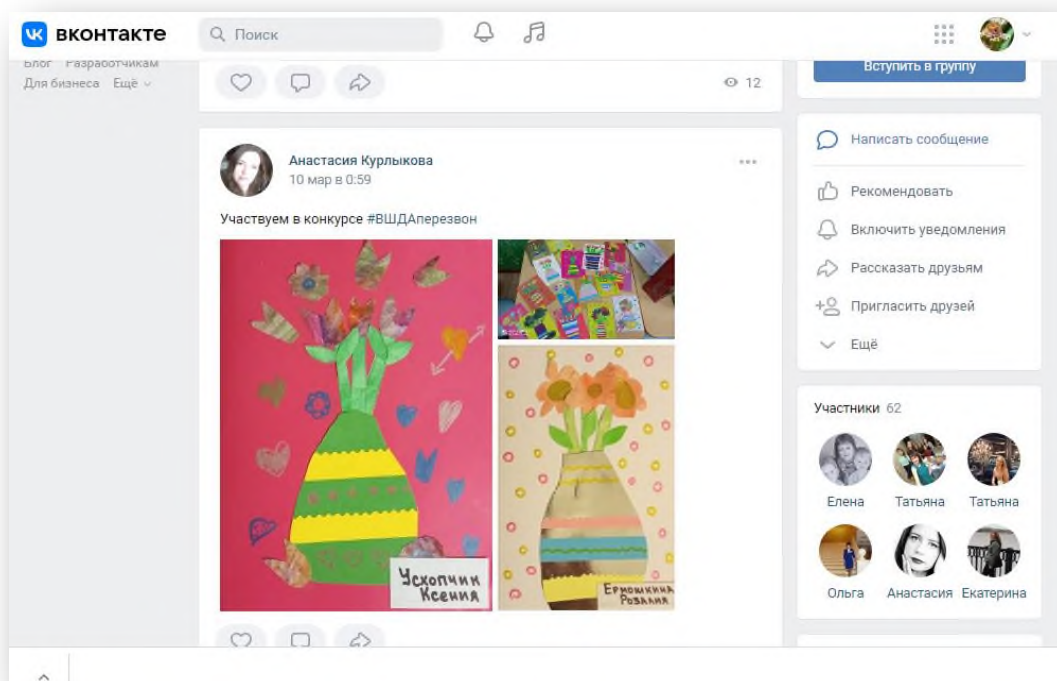 вконтакте
Поиск
Блог Разработчикам
Для бизнеса Ещё
12
Вступить в группу
Анастасия Курлыкова
10 мар в 0:59
Участвуем в конкурсе #ВШДАперезвон
Усхопчик
Ксения
Ермошкина
Розалия
Написать сообщение
Рекомендовать
Включить уведомления
Рассказать друзьям
Пригласить друзей
Ещё
Участники 62
Елена Татьяна Татьяна
Ольга Анастасия Екатерина